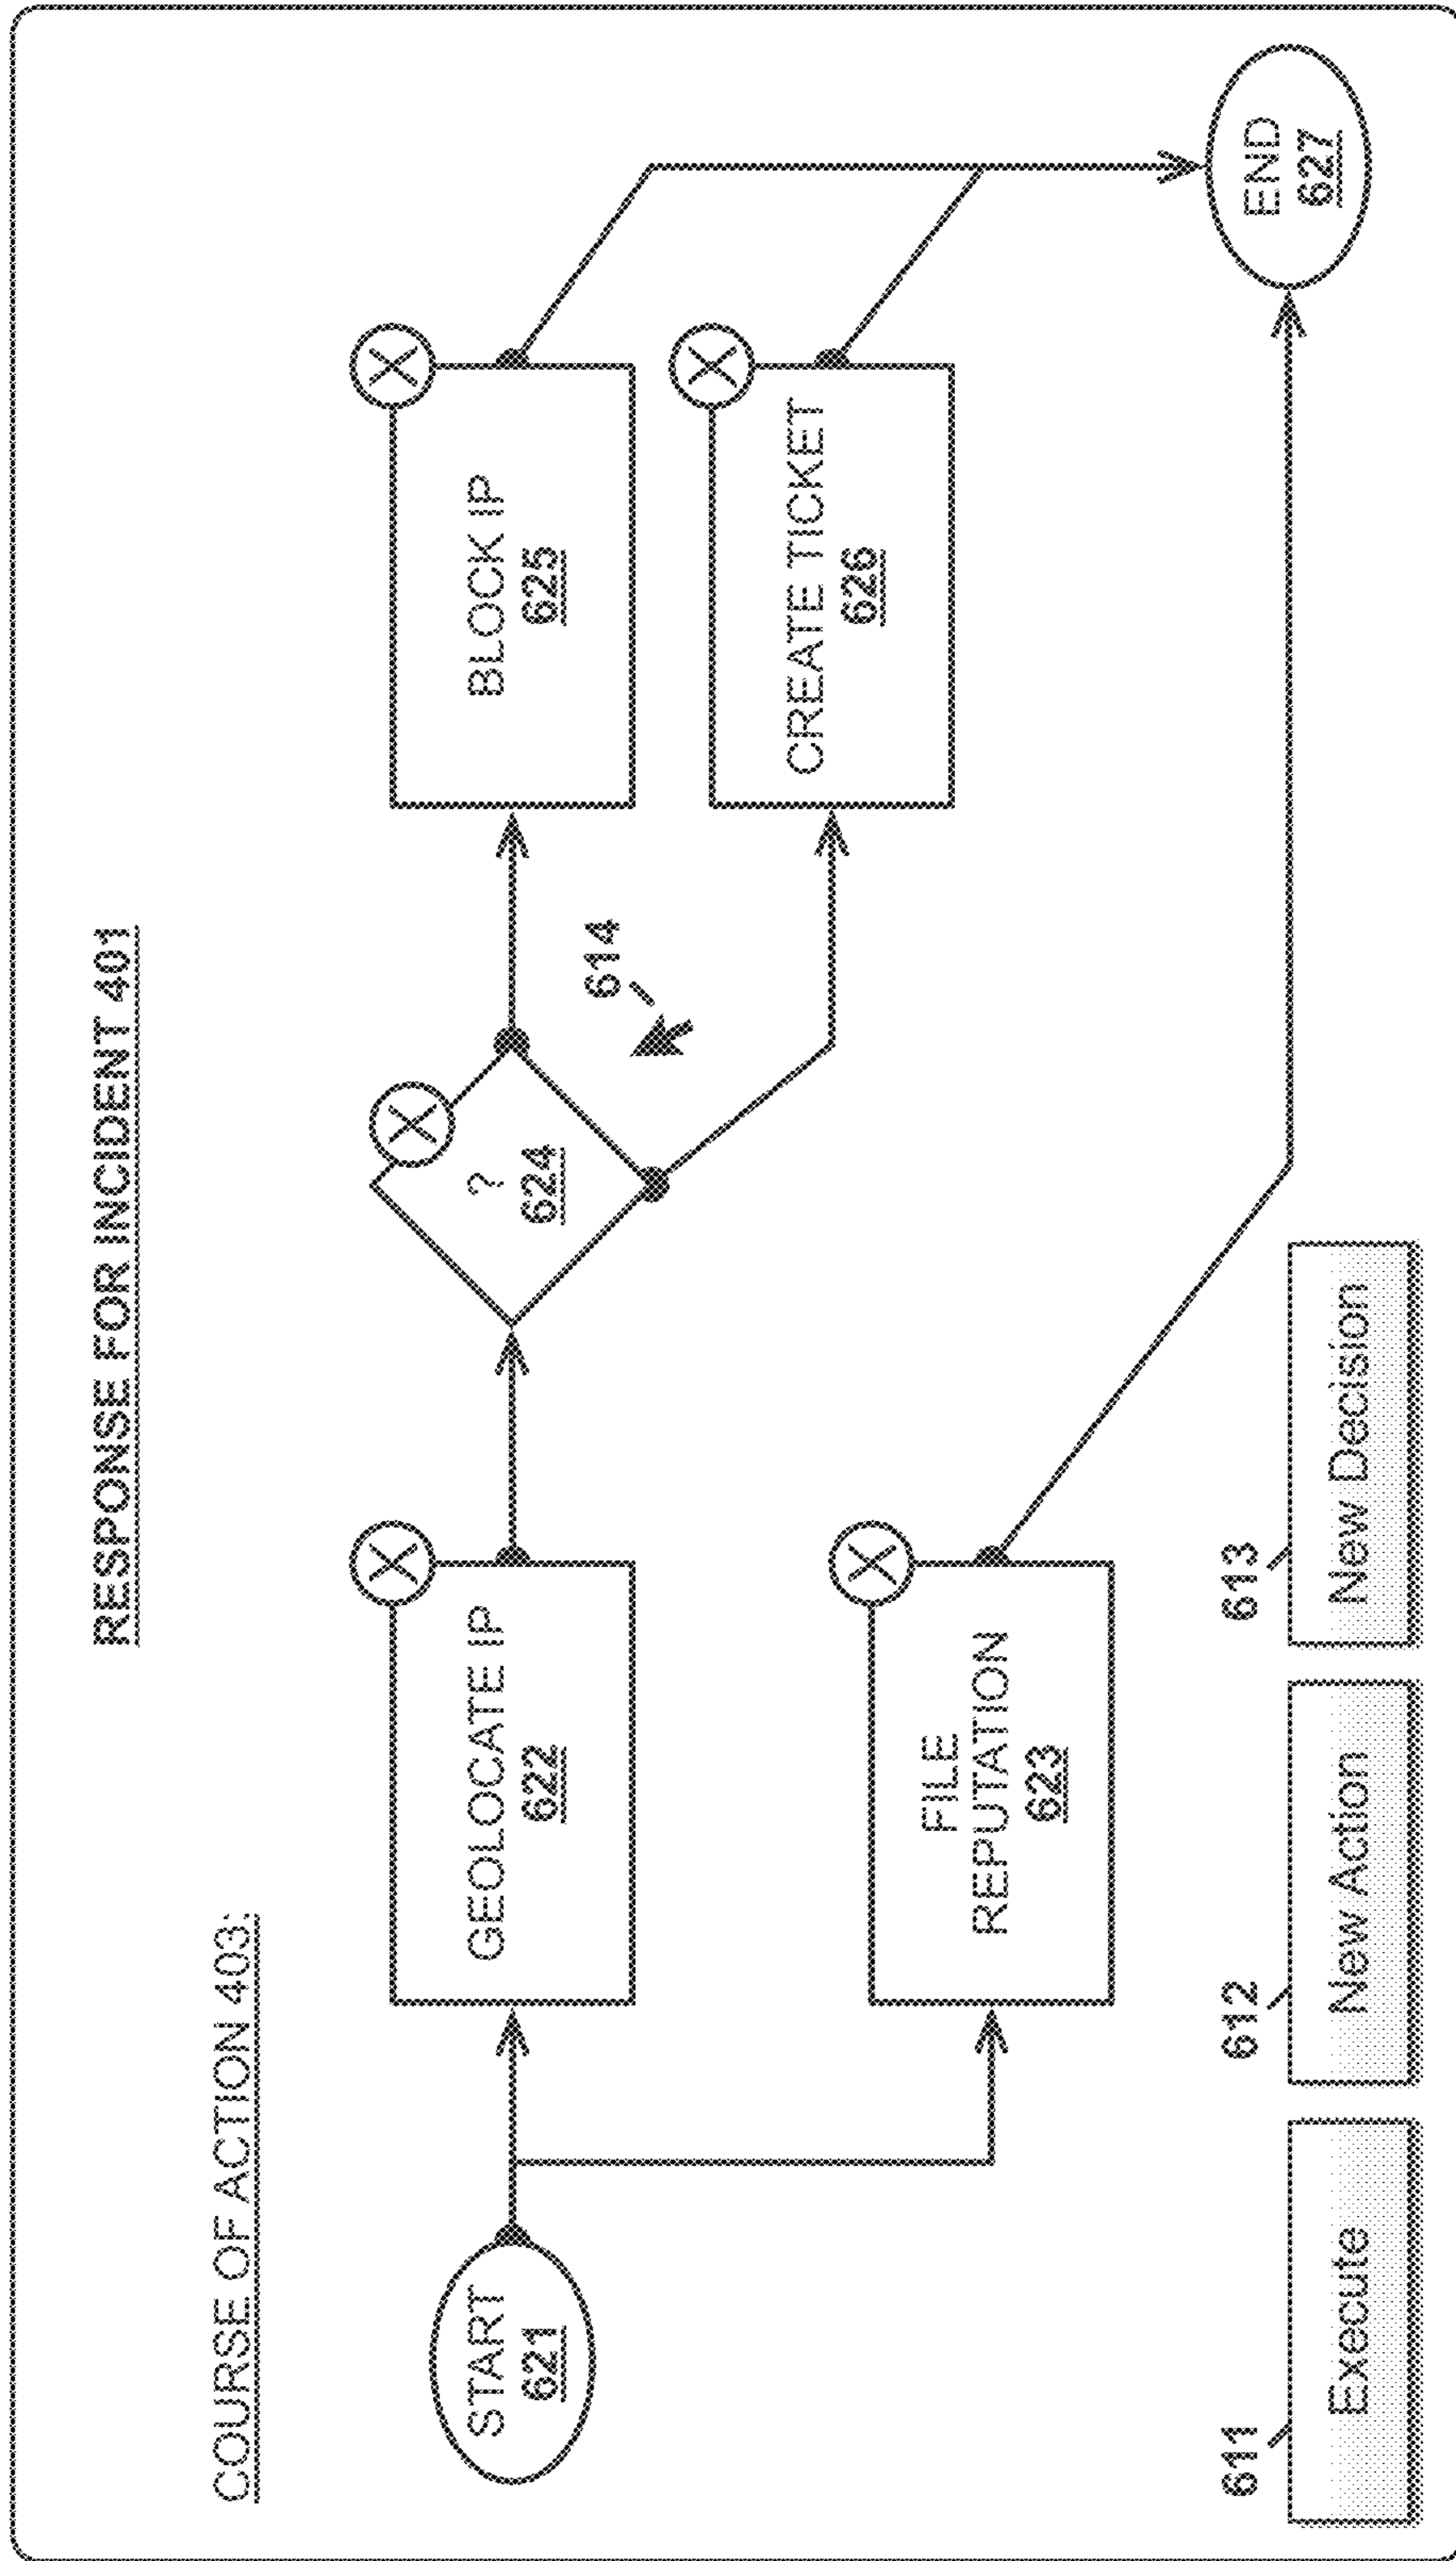 RESPONSE FOR INCIDENT 401
COURSE OF ACTION 403:
START
621
GEOLOCATE IP
622
?
624
614
BLOCK IP
625
CREATE TICKET
626
FILE
REPUTATION
623
END
627
611
Execute
612
New Action
613
New Decision
X
X
X
X
X